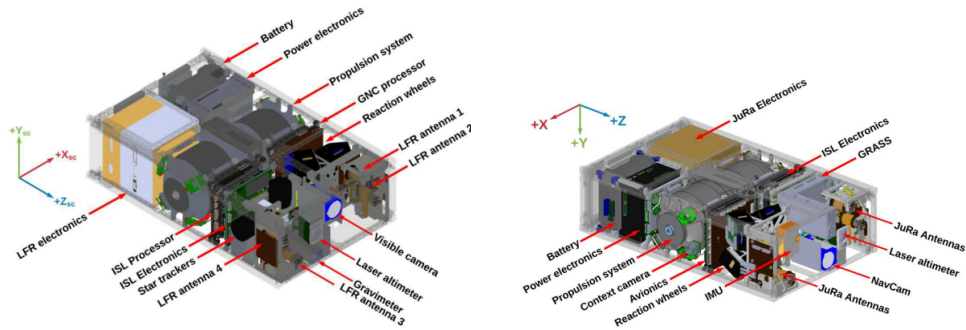 Battery
Power electronics
Propulsion system
GNC processor
Reaction wheels
LFR antenna 1
LFR antenna 2
+Ysc
+Xsc
+Zsc
LFR electronics
ISL Processor
ISL Electronics
Star trackers
LFR antenna 4
Visible camera
Laser altimeter
Gravimeter
LFR antenna 3
+X
+Z
+Y
JuRa Electronics
ISL Electronics
GRASS
Battery
Power electronics
Propulsion system
Context camera
Avionics
Reaction wheels
IMU
JuRa Antennas
Laser altimeter
NavCam
JuRa Antennas